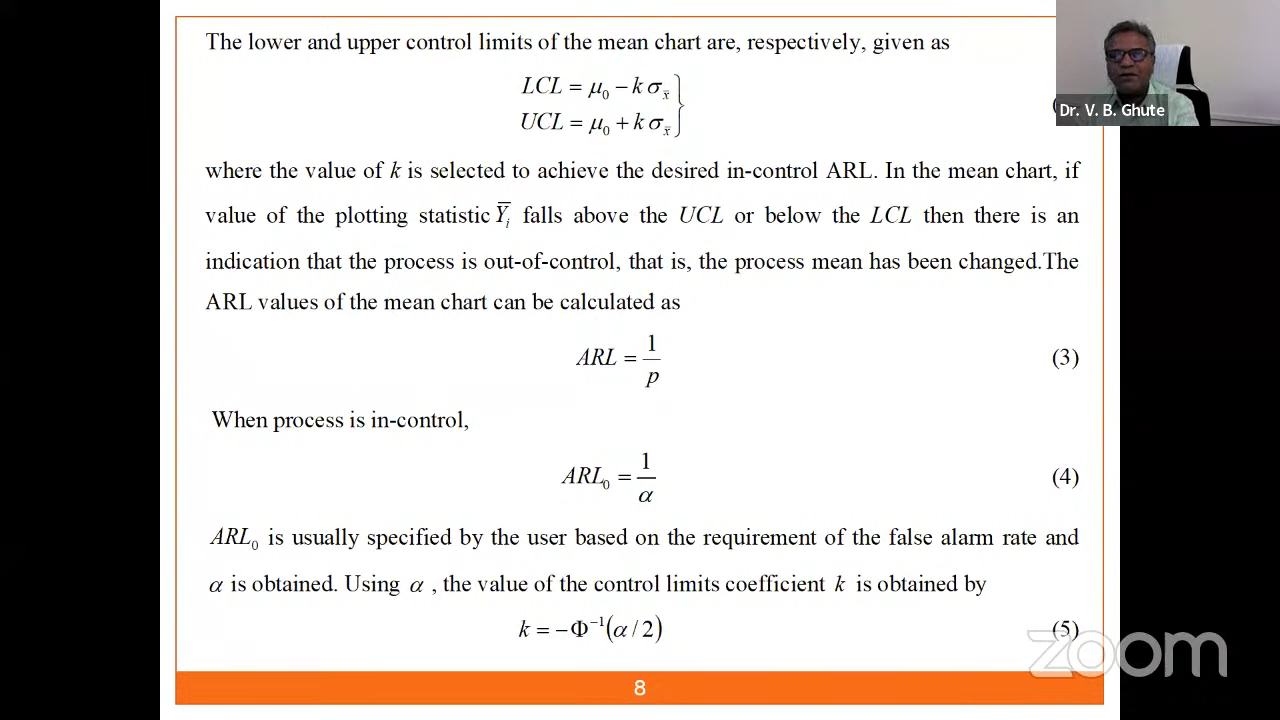 The lower and upper control limits of the mean chart are, respectively, given as
LCL = μ₀ − k σ_x̄
UCL = μ₀ + k σ_x̄
where the value of k is selected to achieve the desired in-control ARL. In the mean chart, if
value of the plotting statistic Ȳᵢ falls above the UCL or below the LCL then there is an
indication that the process is out-of-control, that is, the process mean has been changed.The
ARL values of the mean chart can be calculated as
ARL = 1/p (3)
When process is in-control,
ARL₀ = 1/α (4)
ARL₀ is usually specified by the user based on the requirement of the false alarm rate and
α is obtained. Using α , the value of the control limits coefficient k is obtained by
k = −Φ⁻¹(α / 2) (5)
8
Dr. V. B. Ghute
zoom